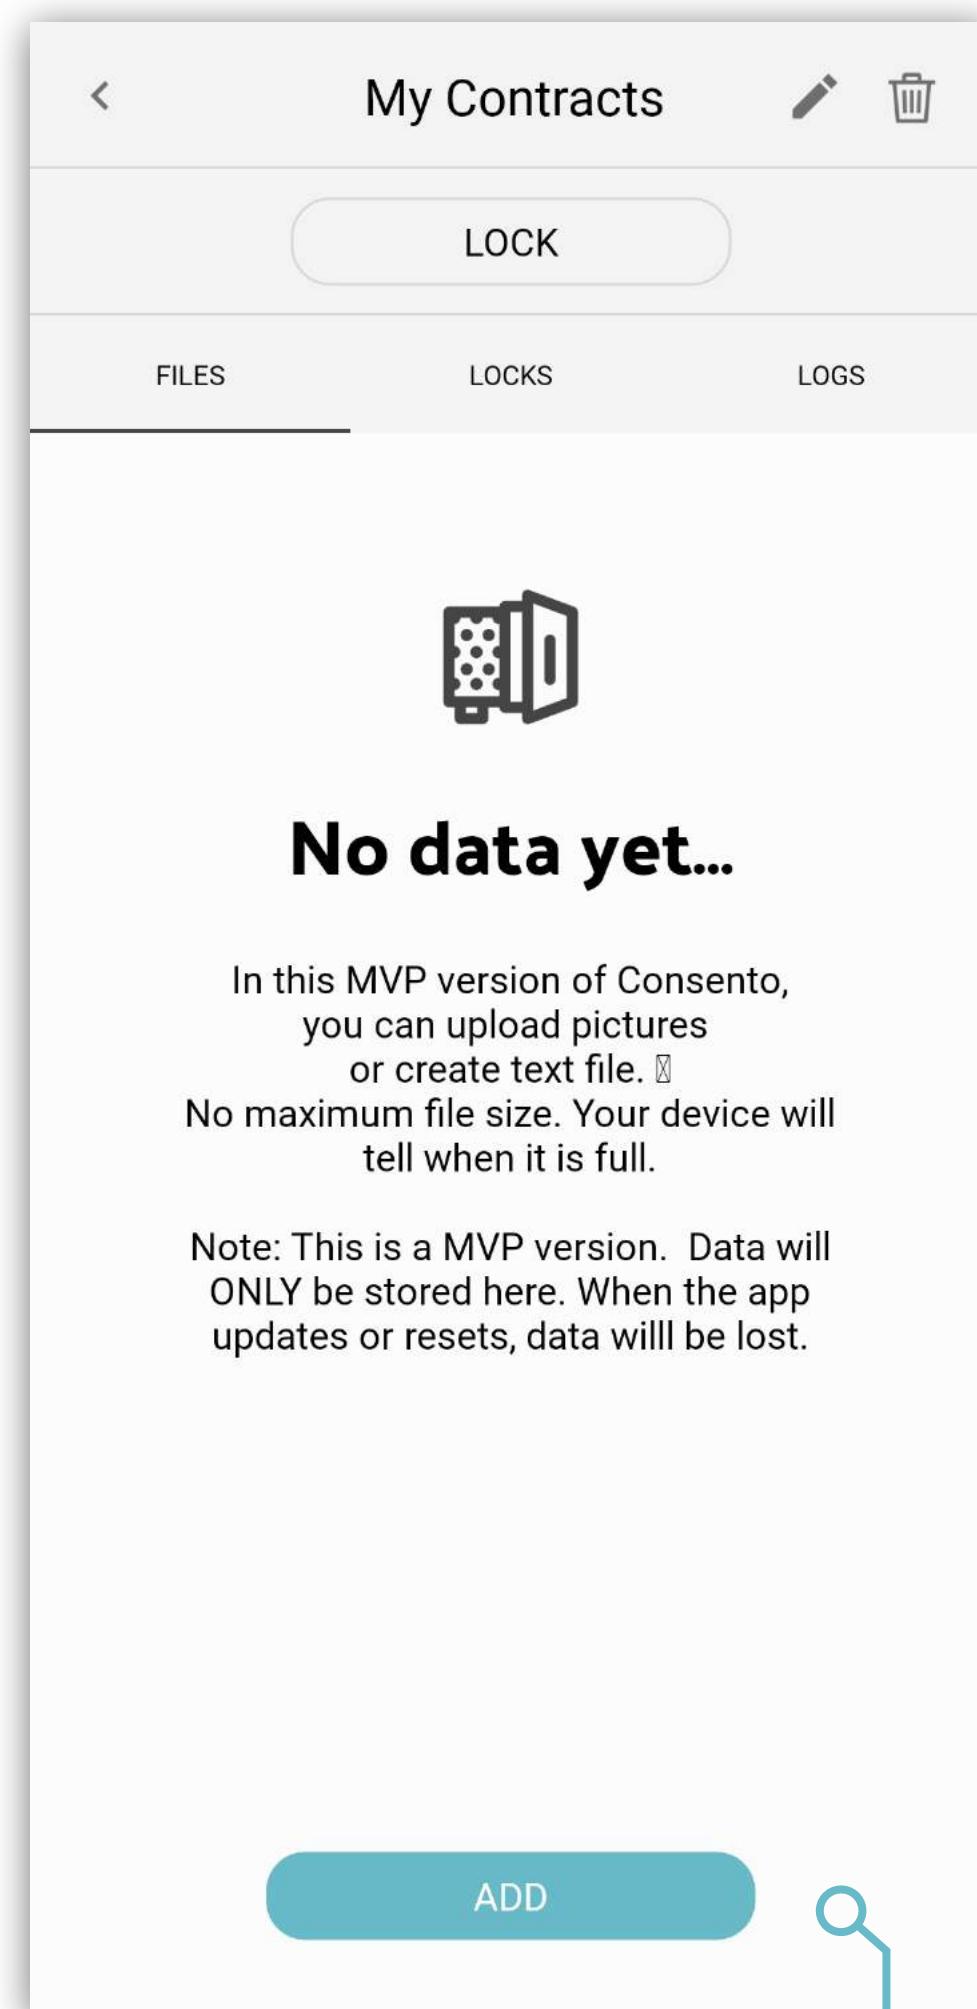 My Contracts
LOCK
FILES LOCKS LOGS
No data yet...
In this MVP version of Consento,
you can upload pictures
or create text file.
No maximum file size. Your device will
tell when it is full.
Note: This is a MVP version.  Data will
ONLY be stored here. When the app
updates or resets, data willl be lost.
ADD